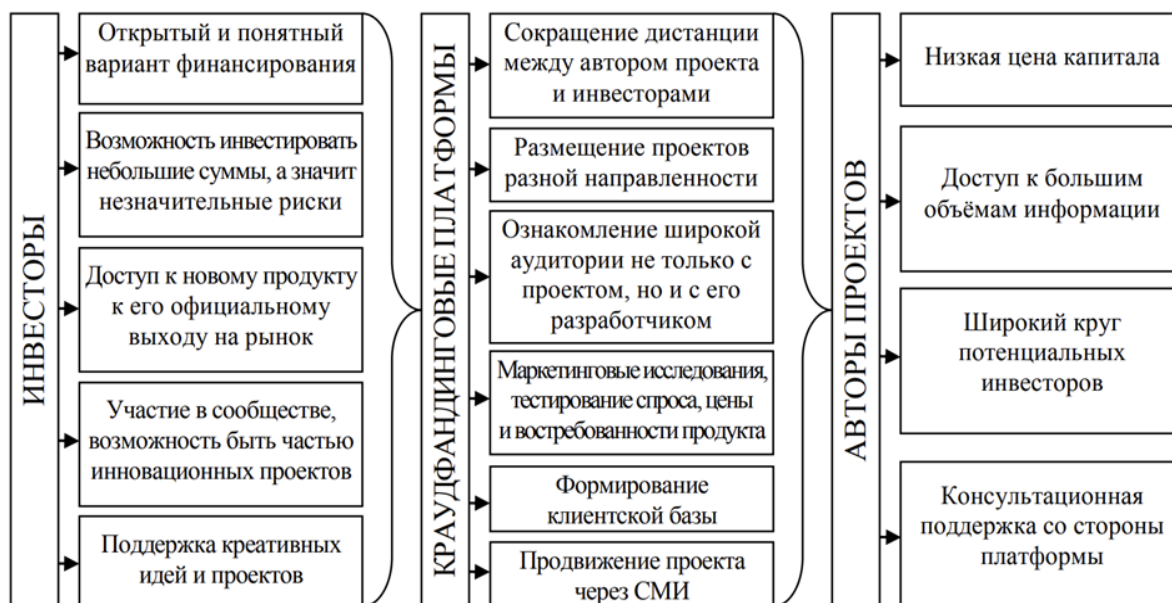 ИНВЕСТОРЫ
Открытый и понятный
вариант финансирования
Возможность инвестировать
небольшие суммы, а значит
незначительные риски
Доступ к новому продукту
к его официальному
выходу на рынок
Участие в сообществе,
возможность быть частью
инновационных проектов
Поддержка креативных
идей и проектов
КРАУДФАНДИНГОВЫЕ ПЛАТФОРМЫ
Сокращение дистанции
между автором проекта
и инвесторами
Размещение проектов
разной направленности
Ознакомление широкой
аудитории не только с
проектом, но и с его
разработчиком
Маркетинговые исследования,
тестирование спроса, цены
и востребованности продукта
Формирование
клиентской базы
Продвижение проекта
через СМИ
АВТОРЫ ПРОЕКТОВ
Низкая цена капитала
Доступ к большим
объёмам информации
Широкий круг
потенциальных
инвесторов
Консультационная
поддержка со стороны
платформы